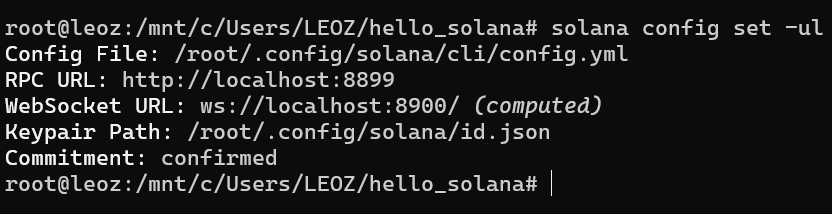 root@leoz:/mnt/c/Users/LEOZ/hello_solana# solana config set -ul
Config File: /root/.config/solana/cli/config.yml
RPC URL: http://localhost:8899
WebSocket URL: ws://localhost:8900/ (computed)
Keypair Path: /root/.config/solana/id.json
Commitment: confirmed
root@leoz:/mnt/c/Users/LEOZ/hello_solana#